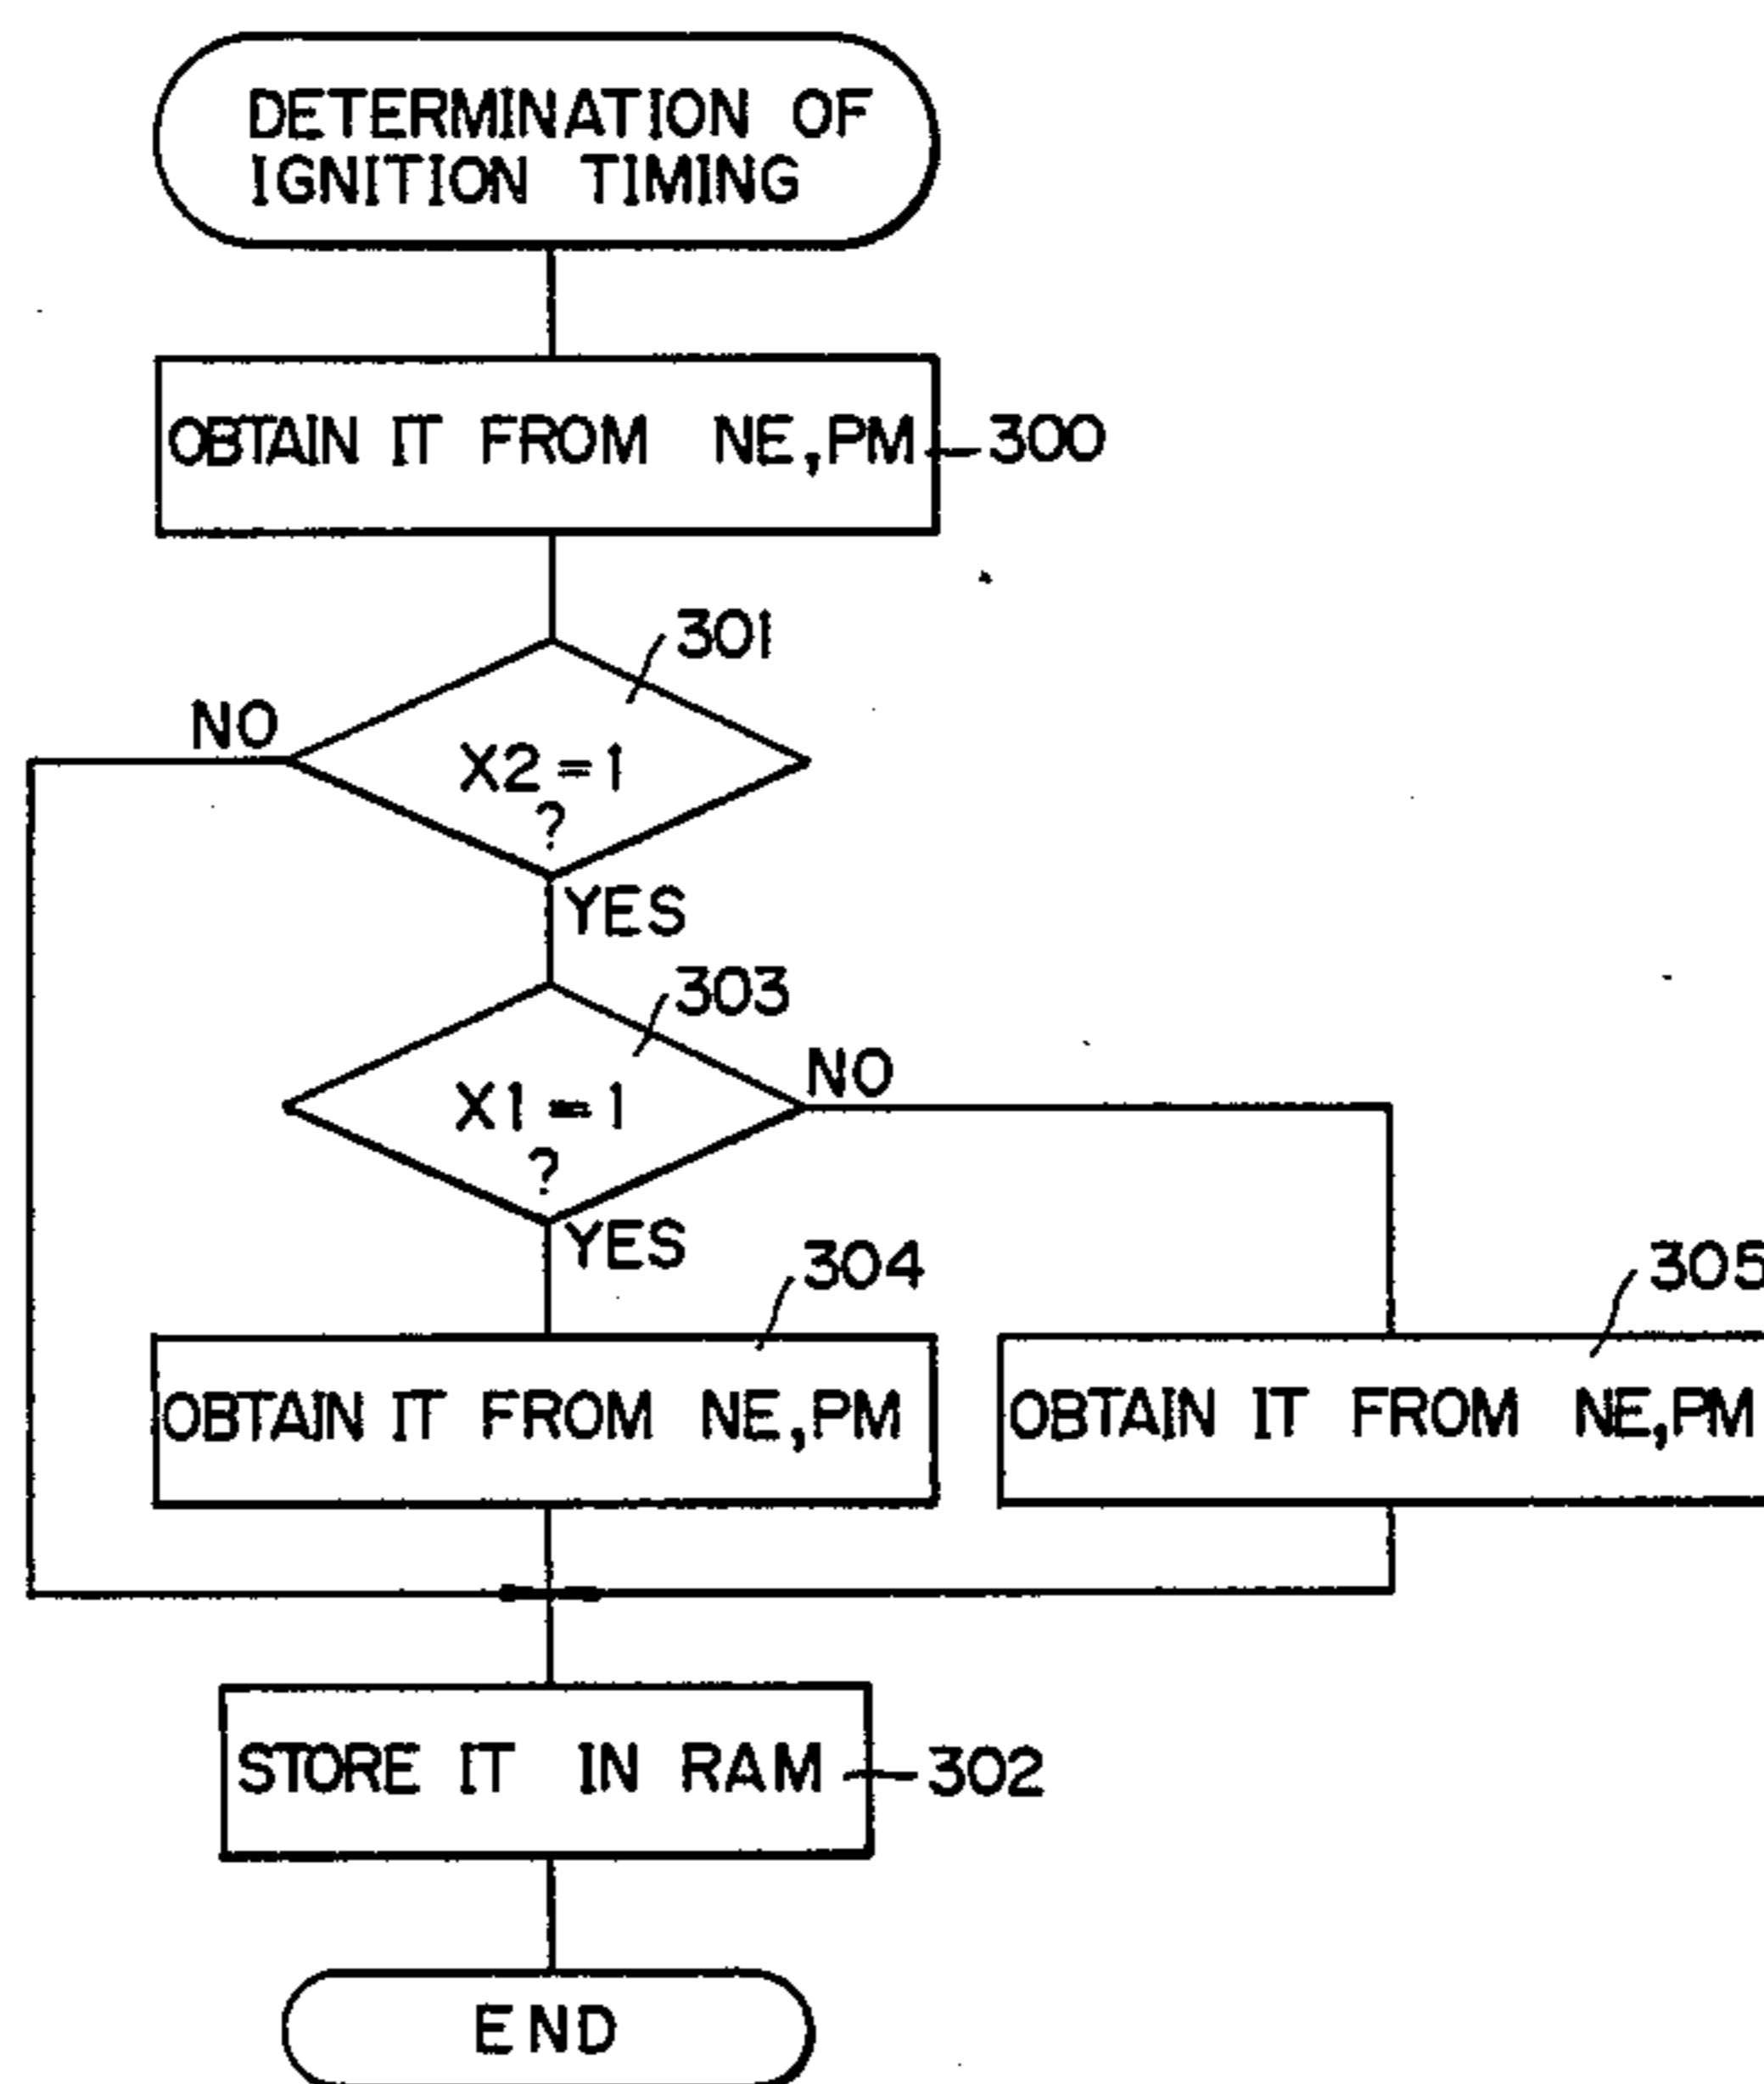 DETERMINATION OF
IGNITION TIMING
OBTAIN IT FROM NE,PM
300
301
NO
X2=1
?
YES
303
NO
X1=1
?
YES
304
305
OBTAIN IT FROM NE,PM
OBTAIN IT FROM NE,PM
STORE IT IN RAM
302
END